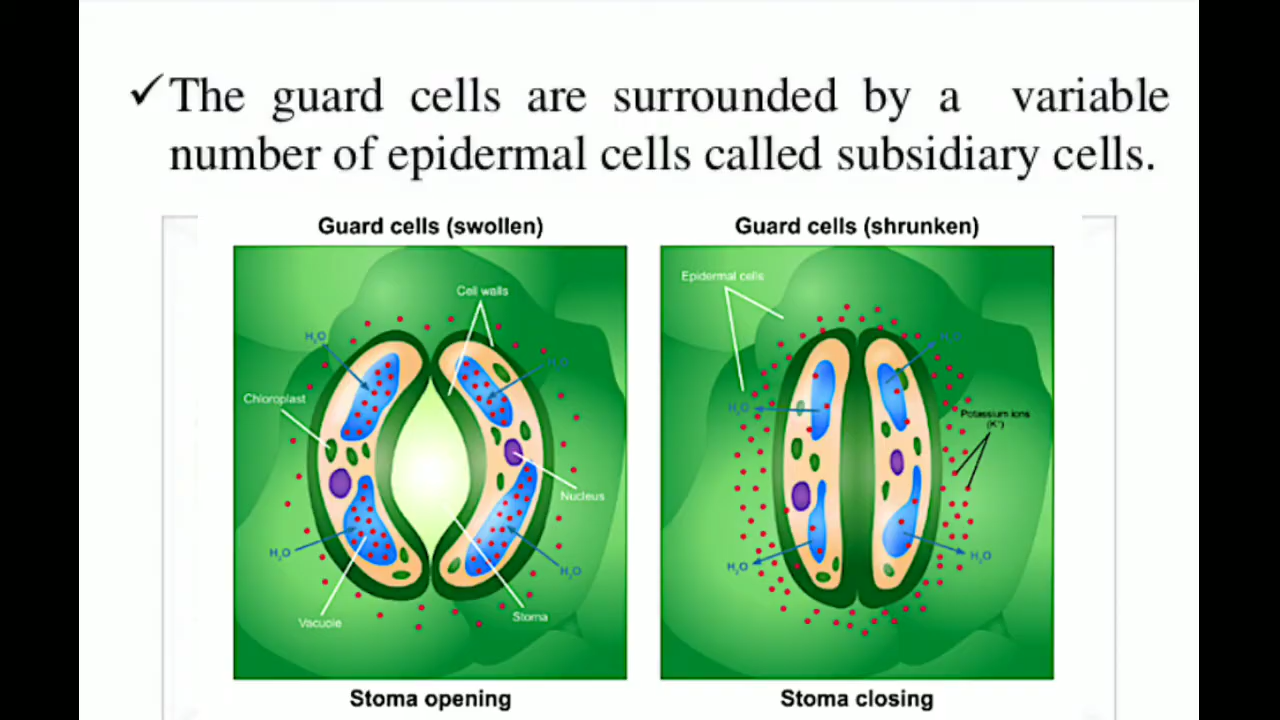 ✓The guard cells are surrounded by a variable
number of epidermal cells called subsidiary cells.
Guard cells (swollen)
Guard cells (shrunken)
Cell walls
H₂O
H₂O
Chloroplast
Nucleus
H₂O
H₂O
Vacuole
Stoma
Epidermal cells
H₂O
H₂O
Potassium ions
(K⁺)
H₂O
H₂O
Stoma opening
Stoma closing